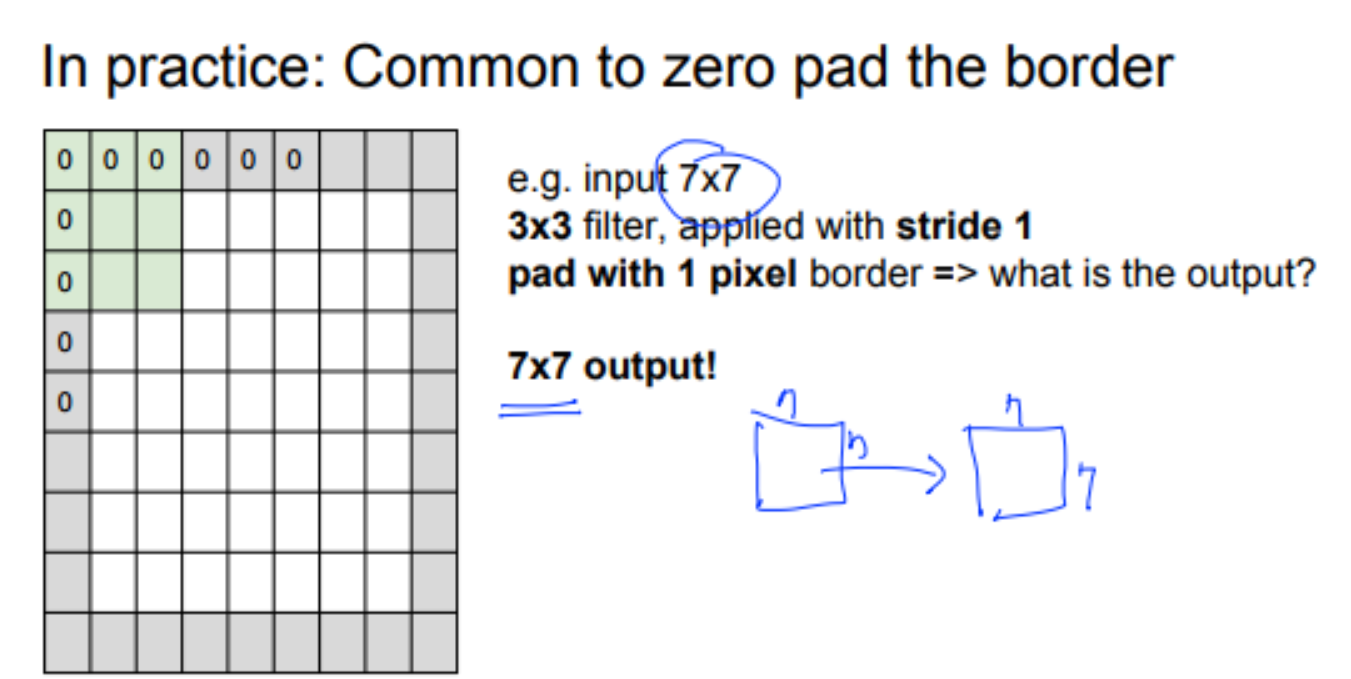 In practice: Common to zero pad the border
0 0 0 0 0 0
0
0
0
0
e.g. input 7x7
3x3 filter, applied with stride 1
pad with 1 pixel border => what is the output?
7x7 output!
7
7
7
7